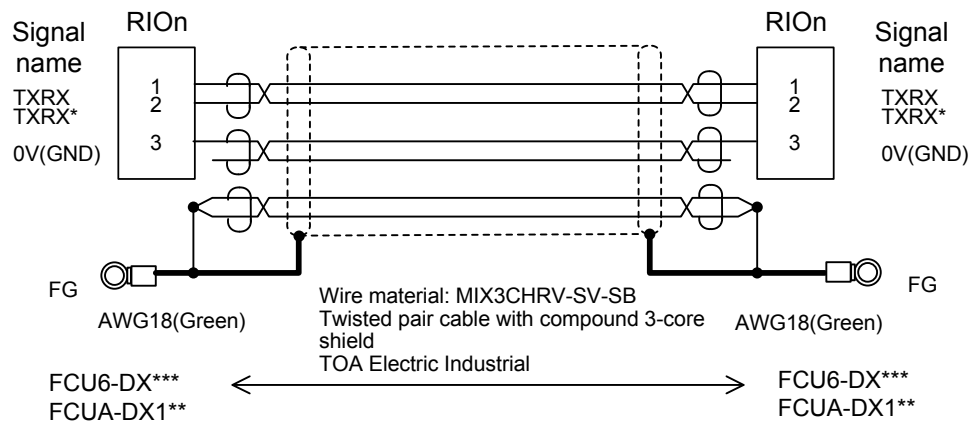 Signal name
RIOn
RIOn
Signal name
TXRX
1
1
TXRX
TXRX*
2
2
TXRX*
0V(GND)
3
3
0V(GND)
FG
FG
AWG18(Green)
Wire material: MIX3CHRV-SV-SB
Twisted pair cable with compound 3-core
shield
TOA Electric Industrial
AWG18(Green)
FCU6-DX***
FCUA-DX1**
FCU6-DX***
FCUA-DX1**